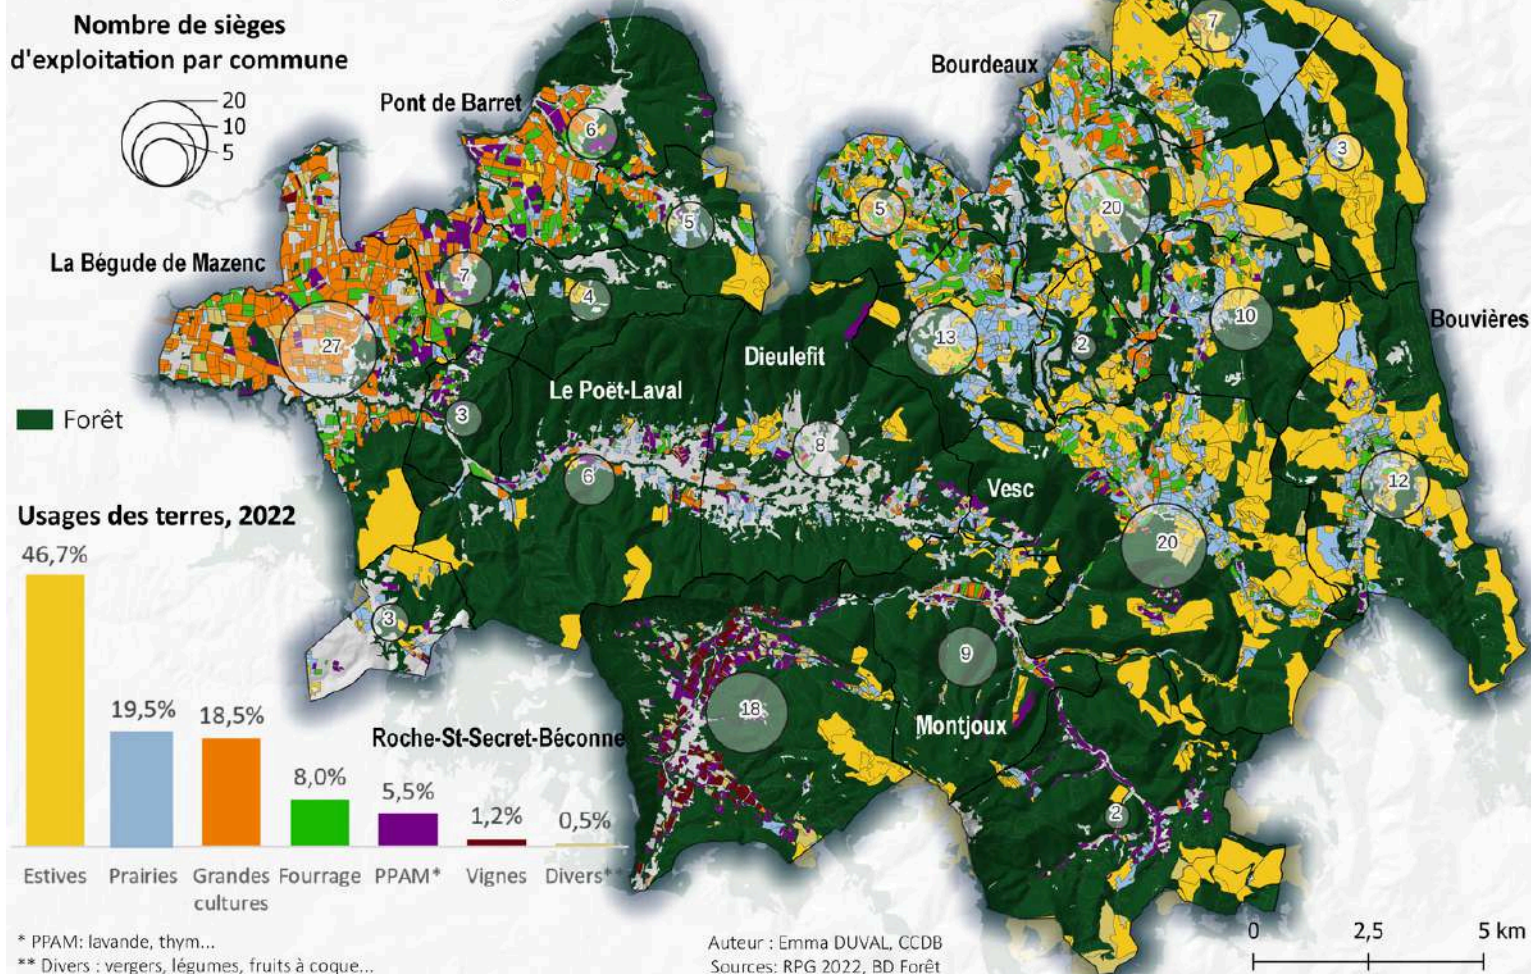 Nombre de sièges
d'exploitation par commune
20
10
5
Pont de Barret
Bourdeaux
La Bégude de Mazenc
Bouvières
Dieulefit
Le Poët-Laval
Vesc
Montjoux
Roche-St-Secret-Béconne
7
6
3
5
5
20
7
4
10
27
13
2
3
8
6
12
20
3
9
18
2
Forêt
Usages des terres, 2022
46,7%
19,5%
18,5%
8,0%
5,5%
1,2%
0,5%
Estives Prairies Grandes cultures Fourrage PPAM* Vignes Divers**
* PPAM: lavande, thym...
** Divers : vergers, légumes, fruits à coque...
Auteur : Emma DUVAL, CCDB
Sources: RPG 2022, BD Forêt
0 2,5 5 km